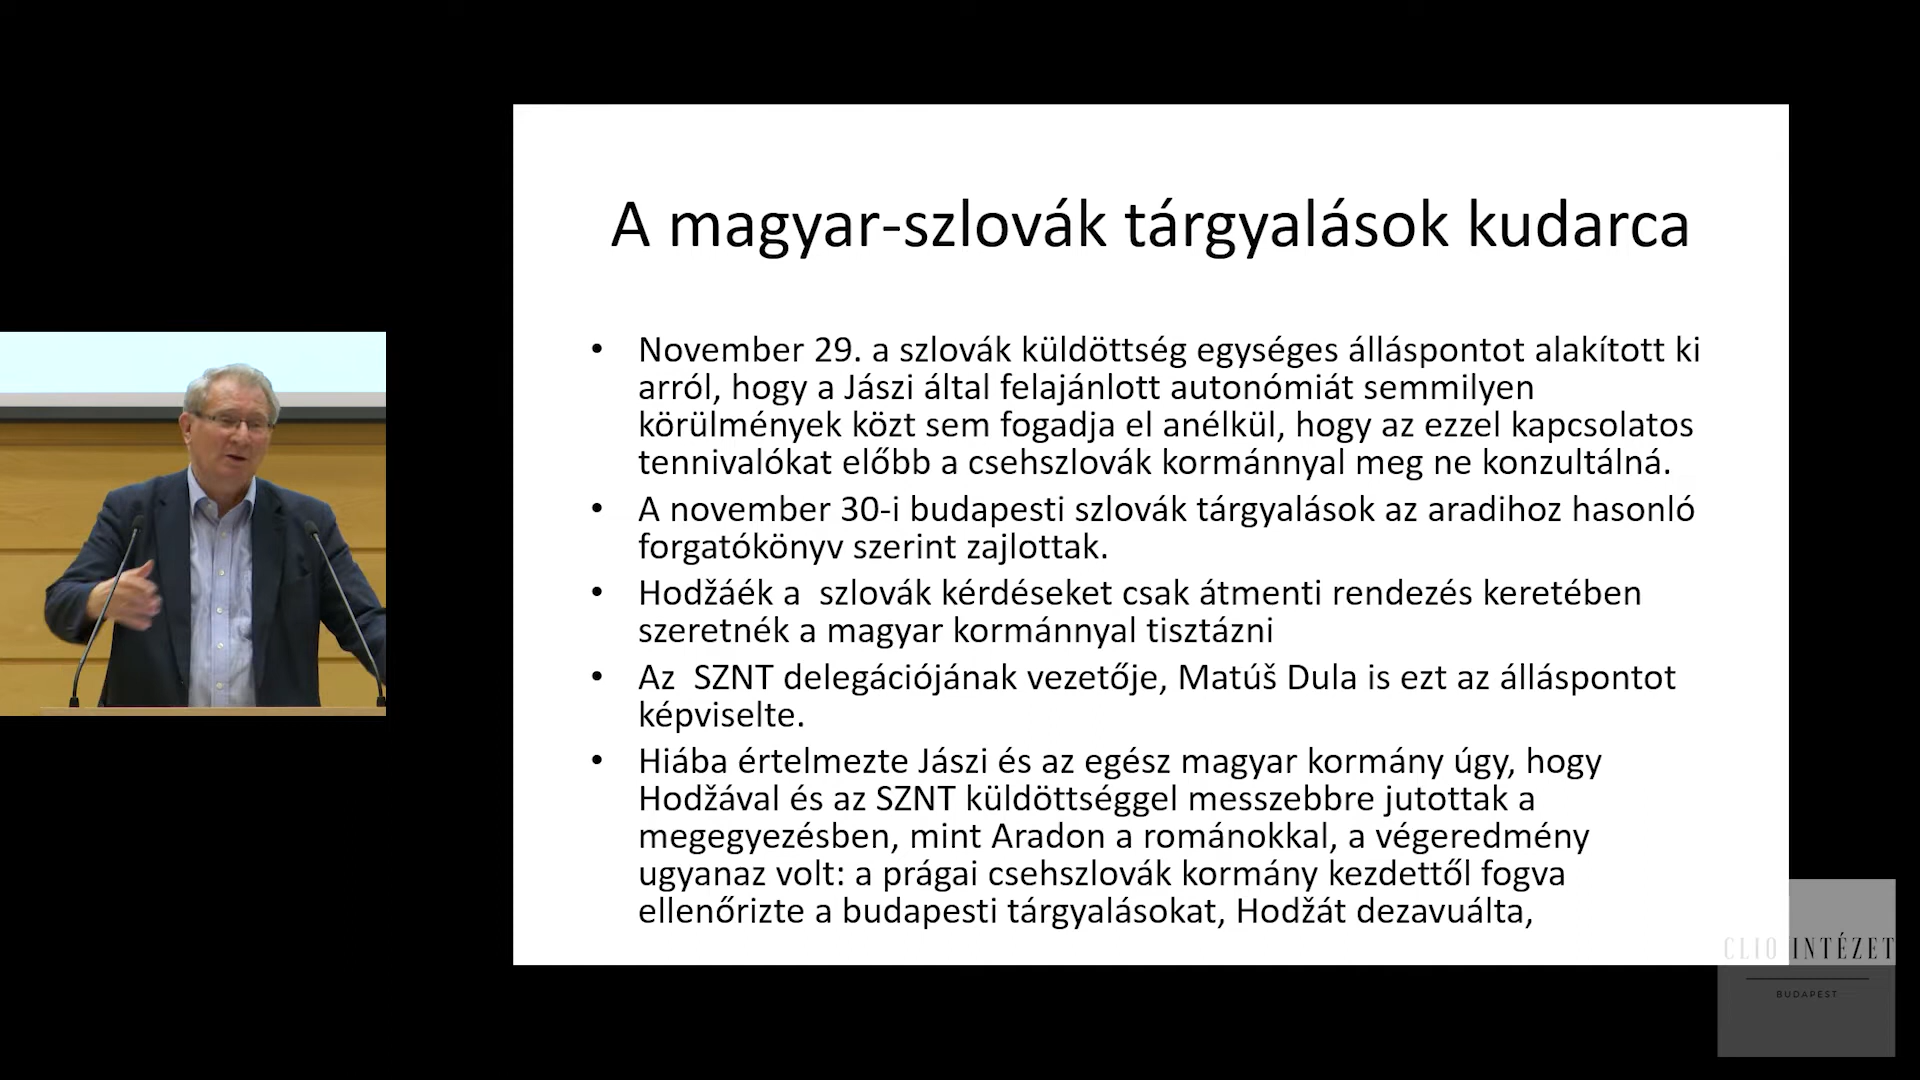 A magyar-szlovák tárgyalások kudarca
• November 29. a szlovák küldöttség egységes álláspontot alakított ki
arról, hogy a Jászi által felajánlott autonómiát semmilyen
körülmények közt sem fogadja el anélkül, hogy az ezzel kapcsolatos
tennivalókat előbb a csehszlovák kormánnyal meg ne konzultálná.
• A november 30-i budapesti szlovák tárgyalások az aradihoz hasonló
forgatókönyv szerint zajlottak.
• Hodžáék a  szlovák kérdéseket csak átmenti rendezés keretében
szeretnék a magyar kormánnyal tisztázni
• Az  SZNT delegációjának vezetője, Matúš Dula is ezt az álláspontot
képviselte.
• Hiába értelmezte Jászi és az egész magyar kormány úgy, hogy
Hodžával és az SZNT küldöttséggel messzebbre jutottak a
megegyezésben, mint Aradon a románokkal, a végeredmény
ugyanaz volt: a prágai csehszlovák kormány kezdettől fogva
ellenőrizte a budapesti tárgyalásokat, Hodžát dezavuálta,
CLIO INTÉZET
BUDAPEST